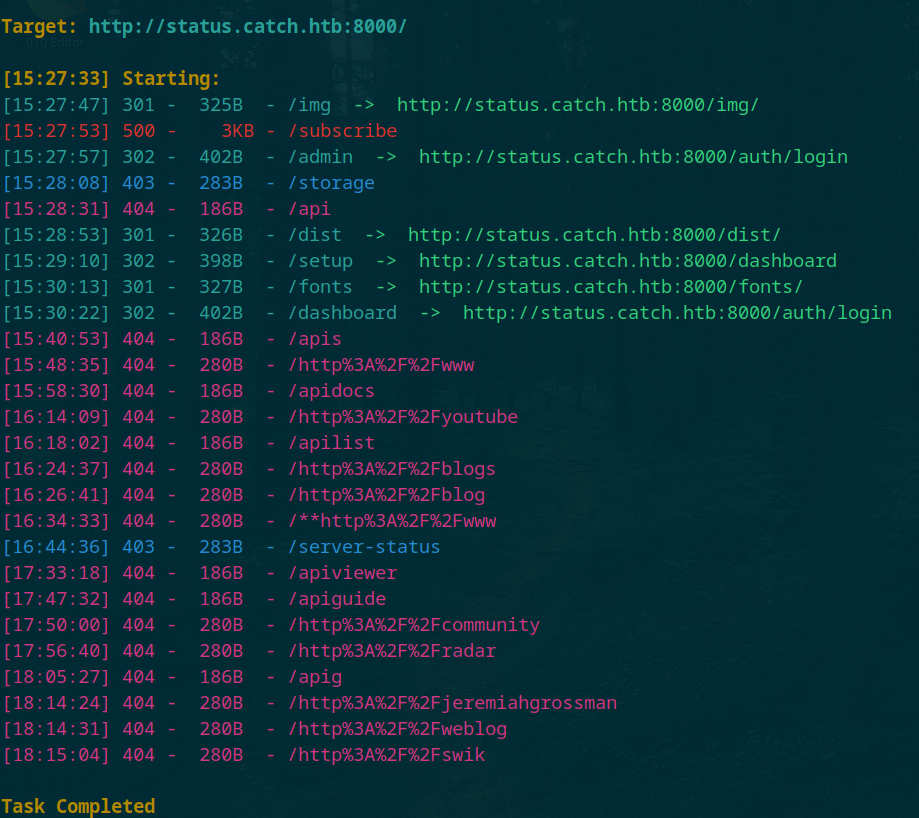 Target: http://status.catch.htb:8000/
[15:27:33] Starting:
[15:27:47] 301 - 325B - /img -> http://status.catch.htb:8000/img/
[15:27:53] 500 - 3KB - /subscribe
[15:27:57] 302 - 402B - /admin -> http://status.catch.htb:8000/auth/login
[15:28:08] 403 - 283B - /storage
[15:28:31] 404 - 186B - /api
[15:28:53] 301 - 326B - /dist -> http://status.catch.htb:8000/dist/
[15:29:10] 302 - 398B - /setup -> http://status.catch.htb:8000/dashboard
[15:30:13] 301 - 327B - /fonts -> http://status.catch.htb:8000/fonts/
[15:30:22] 302 - 402B - /dashboard -> http://status.catch.htb:8000/auth/login
[15:40:53] 404 - 186B - /apis
[15:48:35] 404 - 280B - /http%3A%2F%2Fwww
[15:58:30] 404 - 186B - /apidocs
[16:14:09] 404 - 280B - /http%3A%2F%2Fyoutube
[16:18:02] 404 - 186B - /apilist
[16:24:37] 404 - 280B - /http%3A%2F%2Fblogs
[16:26:41] 404 - 280B - /http%3A%2F%2Fblog
[16:34:33] 404 - 280B - /**http%3A%2F%2Fwww
[16:44:36] 403 - 283B - /server-status
[17:33:18] 404 - 186B - /apiviewer
[17:47:32] 404 - 186B - /apiguide
[17:50:00] 404 - 280B - /http%3A%2F%2Fcommunity
[17:56:40] 404 - 280B - /http%3A%2F%2Fradar
[18:05:27] 404 - 186B - /apig
[18:14:24] 404 - 280B - /http%3A%2F%2Fjeremiahgrossman
[18:14:31] 404 - 280B - /http%3A%2F%2Fweblog
[18:15:04] 404 - 280B - /http%3A%2F%2Fswik
Task Completed